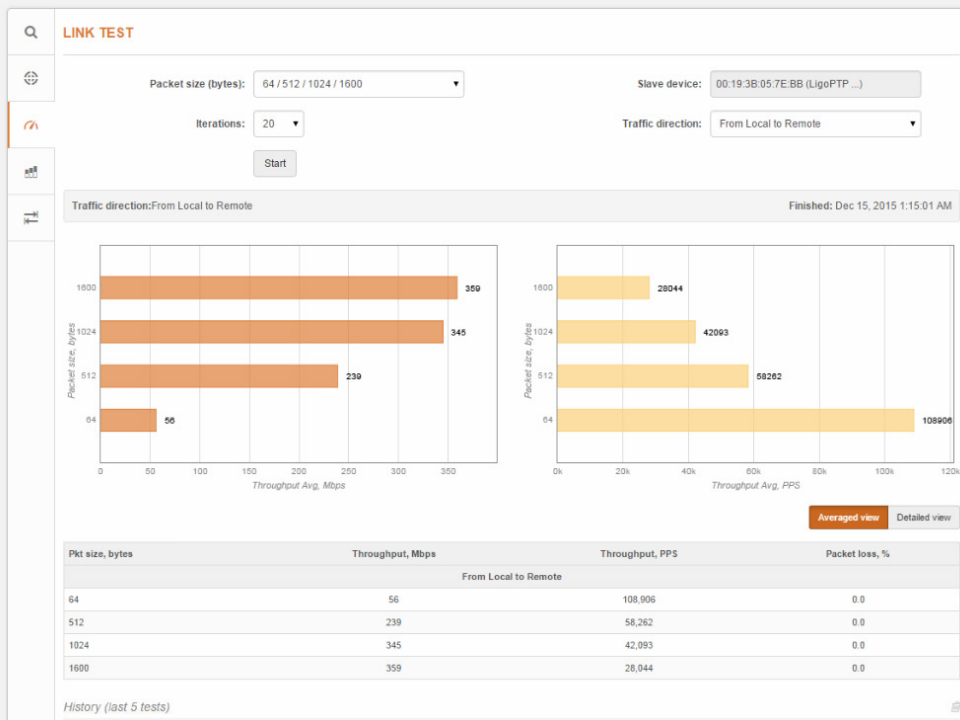 LINK TEST
Packet size (bytes): 64 / 512 / 1024 / 1600 Slave device: 00:19:3B:05:7E:BB (LigoPTP ...)
Iterations: 20 Traffic direction: From Local to Remote
Start
Traffic direction:From Local to Remote Finished: Dec 15, 2015 1:15:01 AM
Packet size, bytes
1600 359
1024 345
512 239
64 56
0 50 100 150 200 250 300 350
Throughput Avg, Mbps
Packet size, bytes
1600 28044
1024 42093
512 58262
64 108906
0k 20k 40k 60k 80k 100k 120k
Throughput Avg, PPS
Averaged view Detailed view
Pkt size, bytes Throughput, Mbps Throughput, PPS Packet loss, %
From Local to Remote
64 56 108,906 0.0
512 239 58,262 0.0
1024 345 42,093 0.0
1600 359 28,044 0.0
History (last 5 tests)